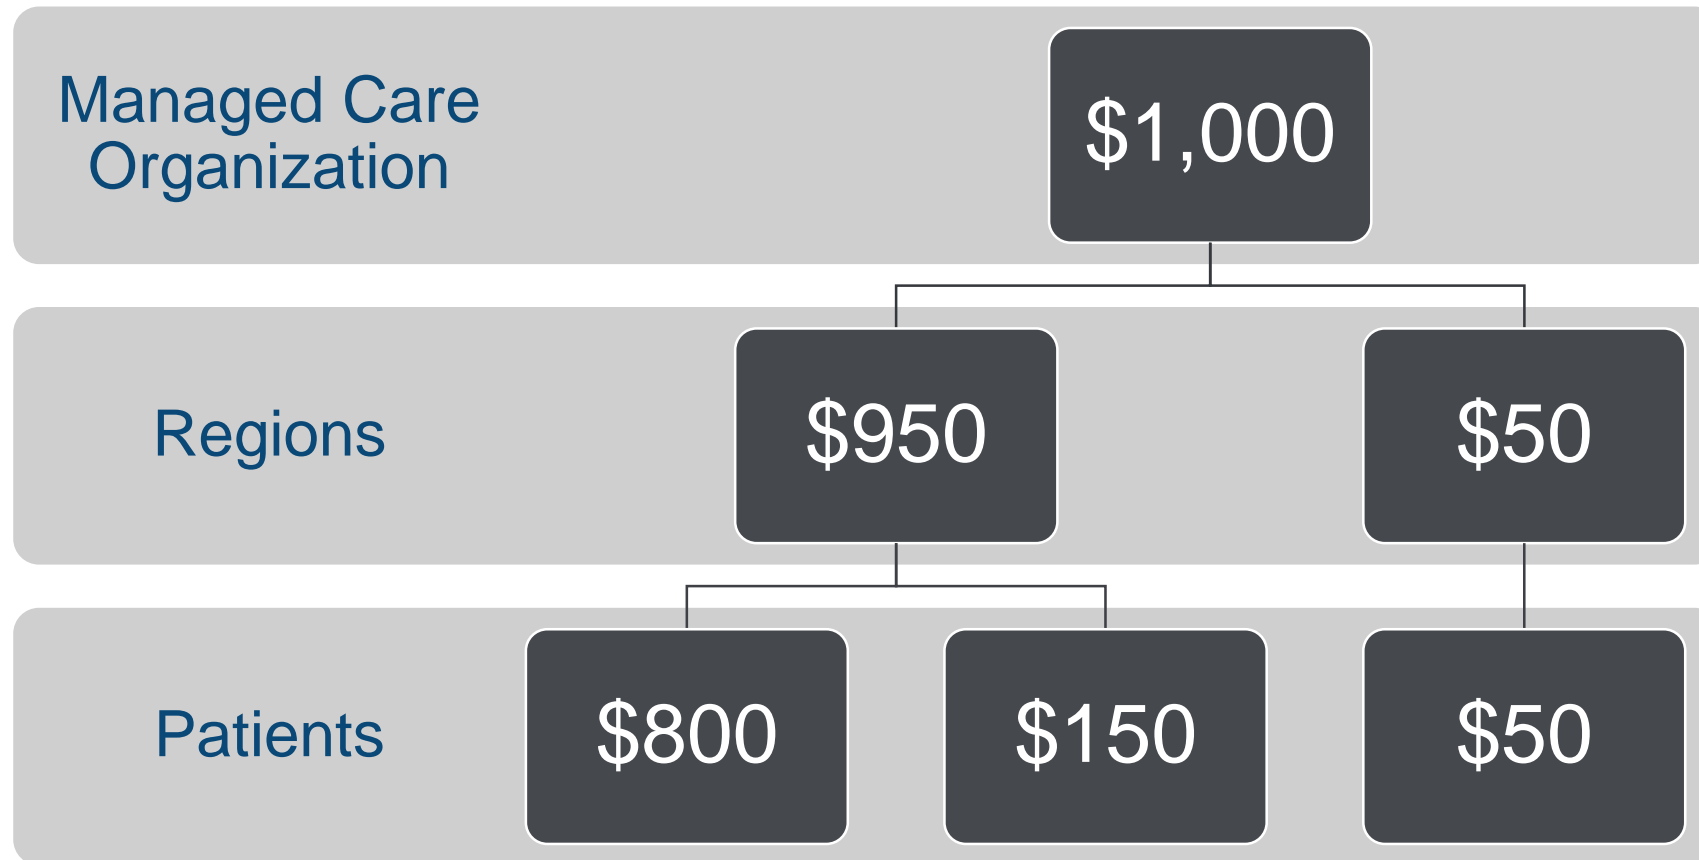 Managed Care
Organization
$1,000
Regions
$950
$50
Patients
$800
$150
$50